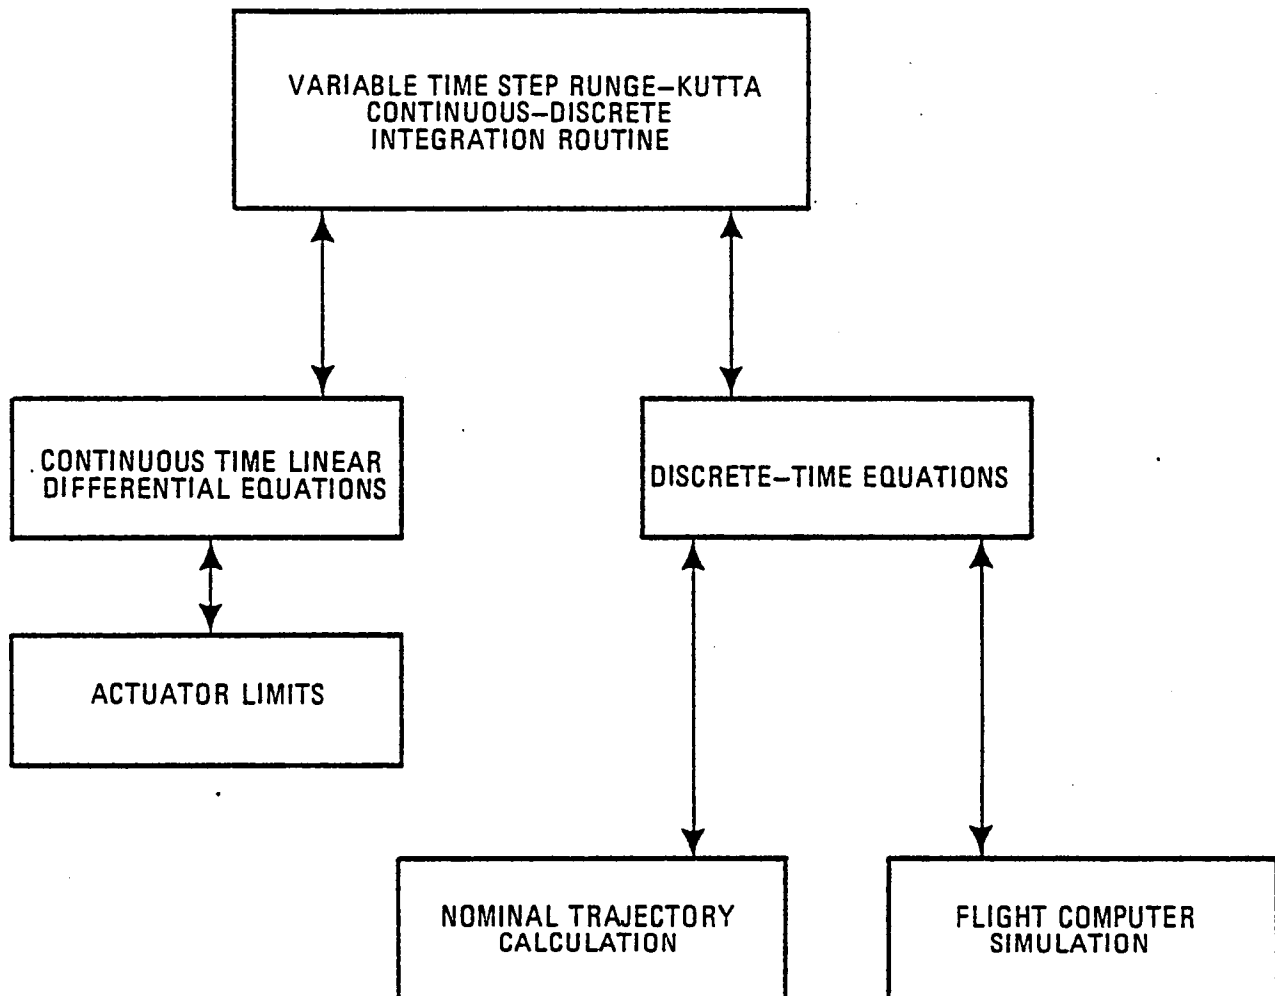 VARIABLE TIME STEP RUNGE–KUTTA
CONTINUOUS–DISCRETE
INTEGRATION ROUTINE
CONTINUOUS TIME LINEAR
DIFFERENTIAL EQUATIONS
DISCRETE–TIME EQUATIONS
ACTUATOR LIMITS
NOMINAL TRAJECTORY
CALCULATION
FLIGHT COMPUTER
SIMULATION